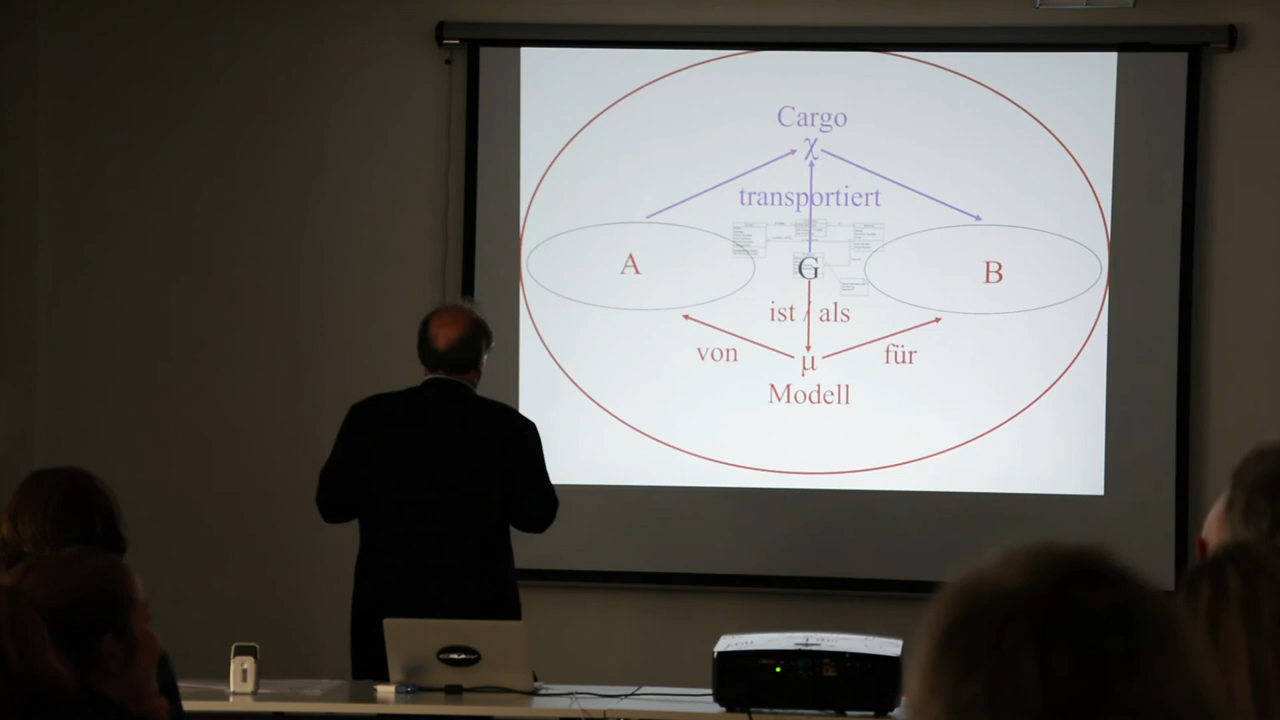 Cargo
χ
transportiert
A
G
B
ist / als
von
für
μ
Modell